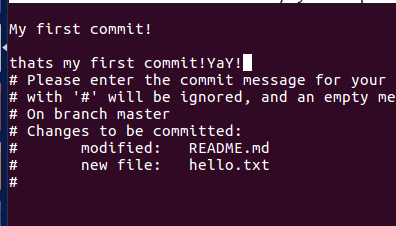 My first commit!
thats my first commit!YaY!
# Please enter the commit message for your
# with '#' will be ignored, and an empty me
# On branch master
# Changes to be committed:
#       modified:   README.md
#       new file:   hello.txt
#